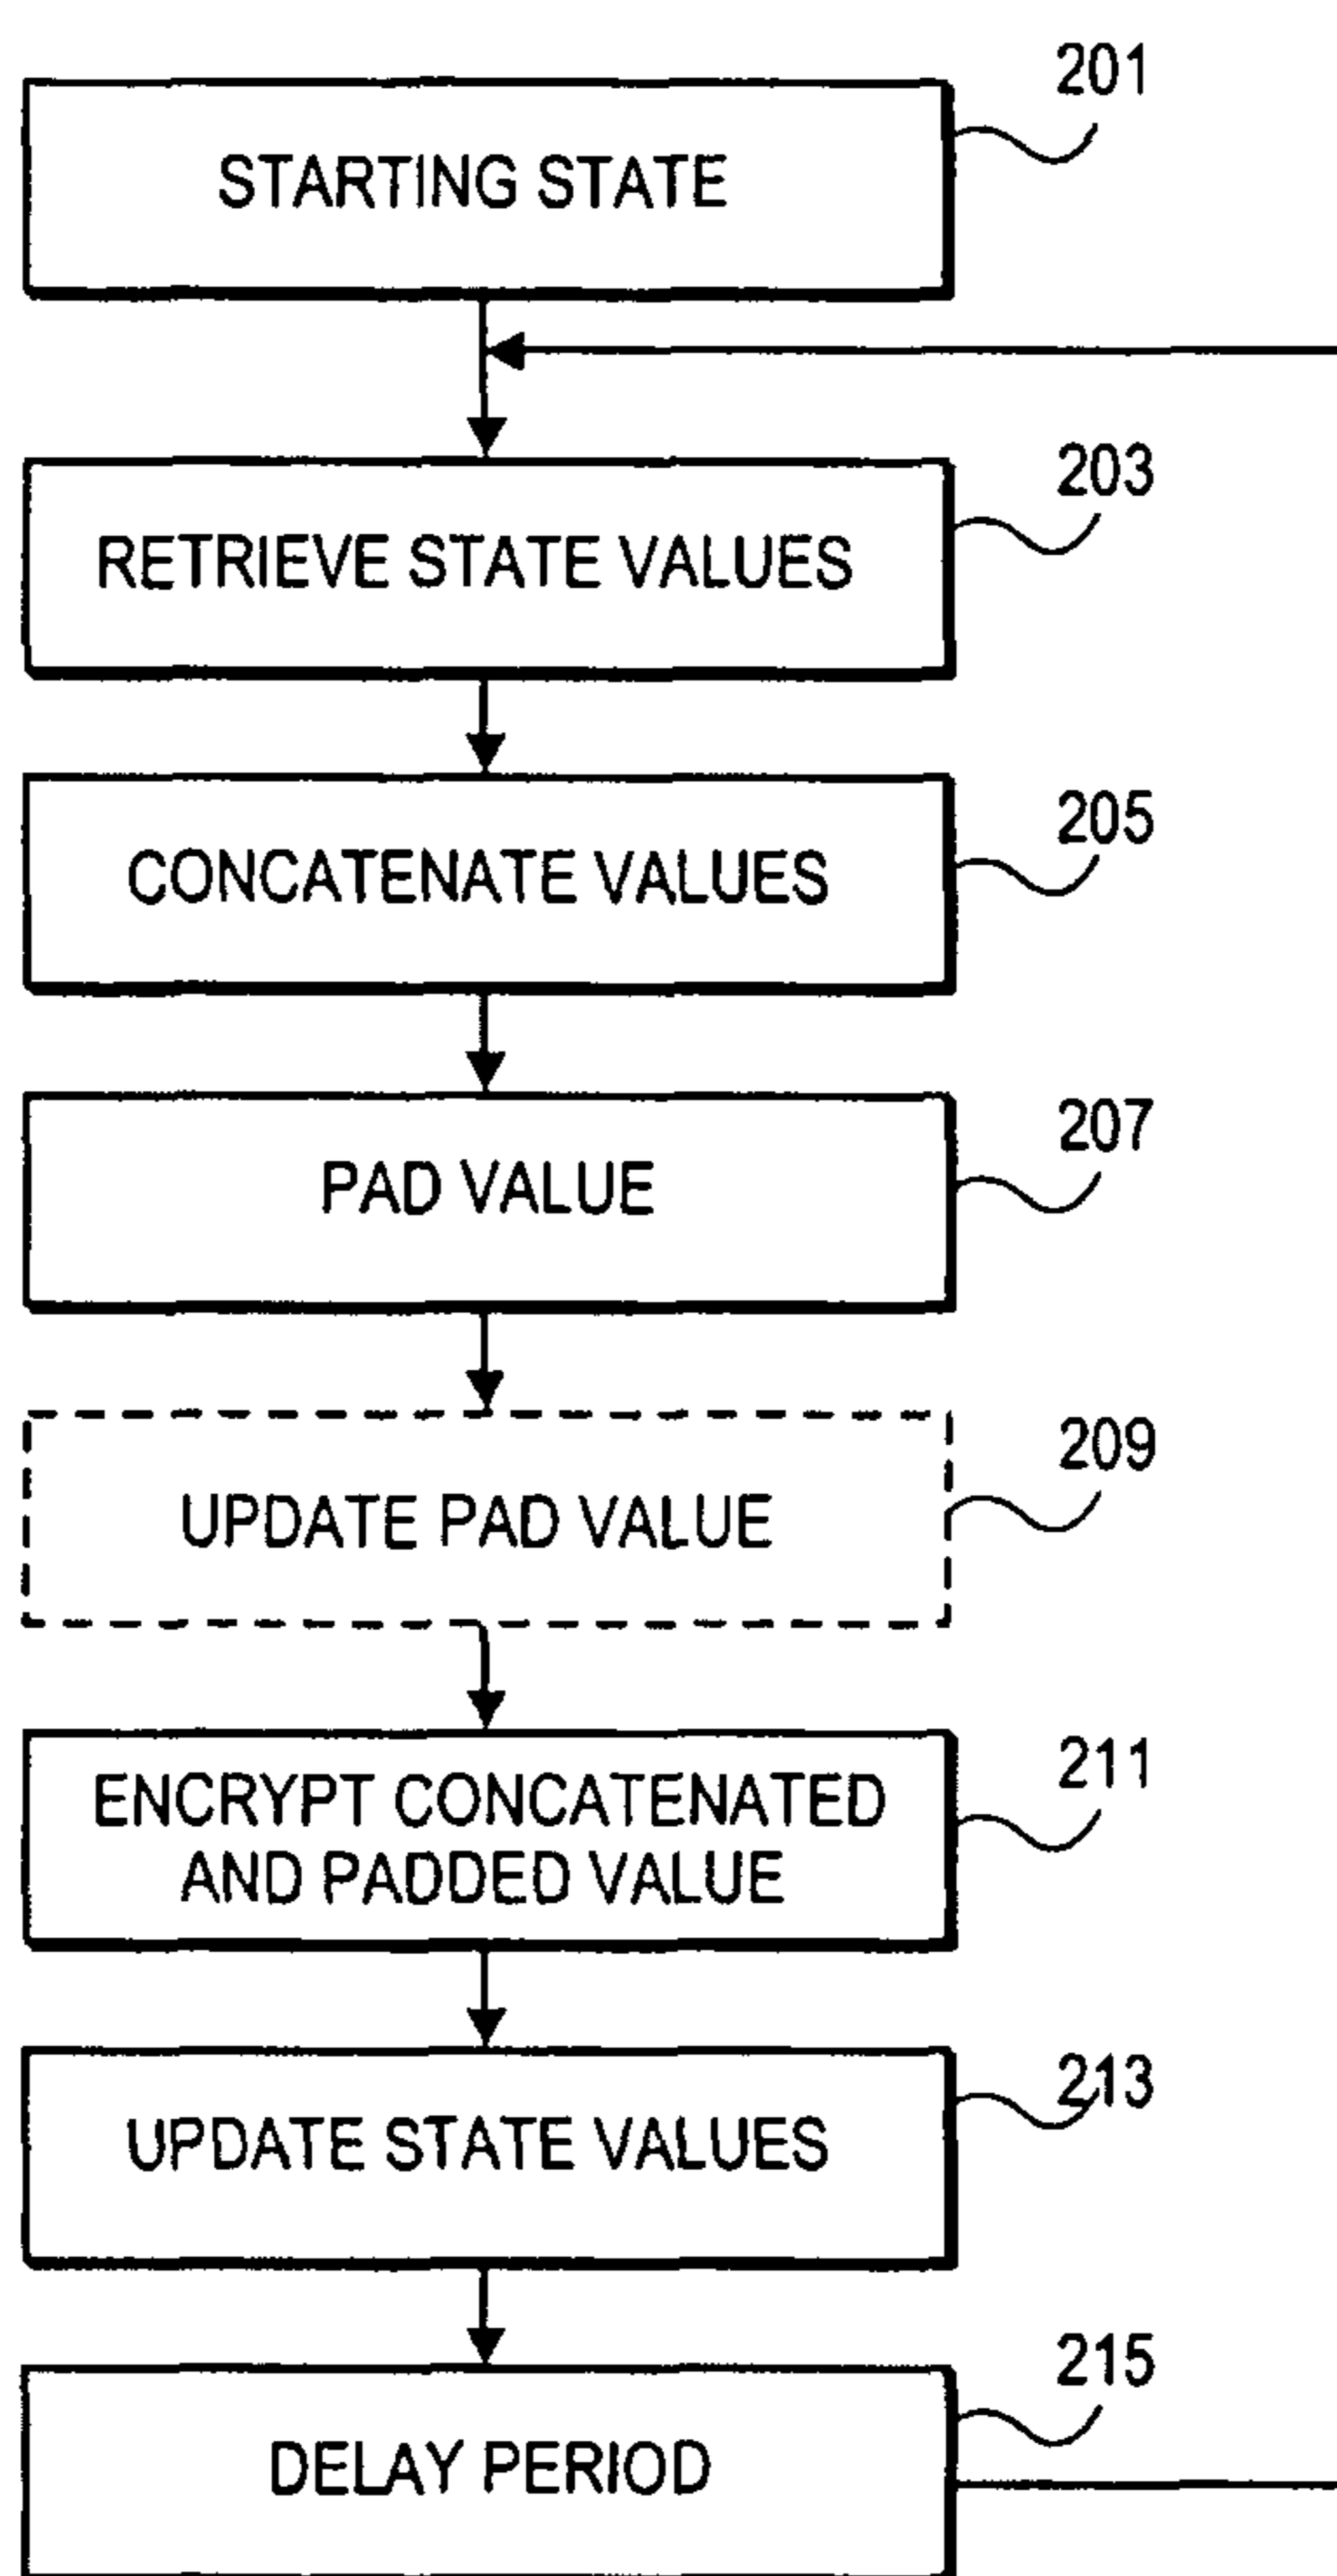 201
STARTING STATE
203
RETRIEVE STATE VALUES
205
CONCATENATE VALUES
207
PAD VALUE
209
UPDATE PAD VALUE
211
ENCRYPT CONCATENATED
AND PADDED VALUE
213
UPDATE STATE VALUES
215
DELAY PERIOD